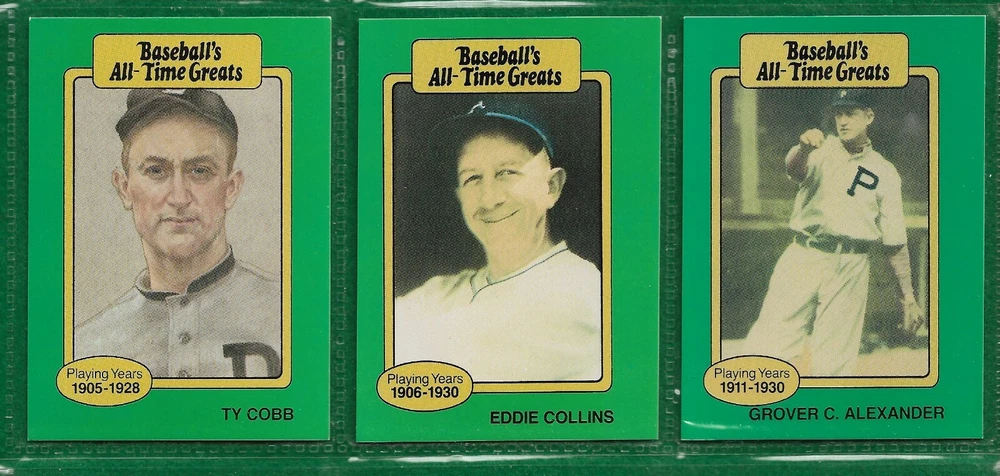 Baseball's
All-Time Greats
D
Playing Years
1905-1928
TY COBB
Baseball's
All-Time Greats
A
Playing Years
1906-1930
EDDIE COLLINS
Baseball's
All-Time Greats
P
P
Playing Years
1911-1930
GROVER C. ALEXANDER